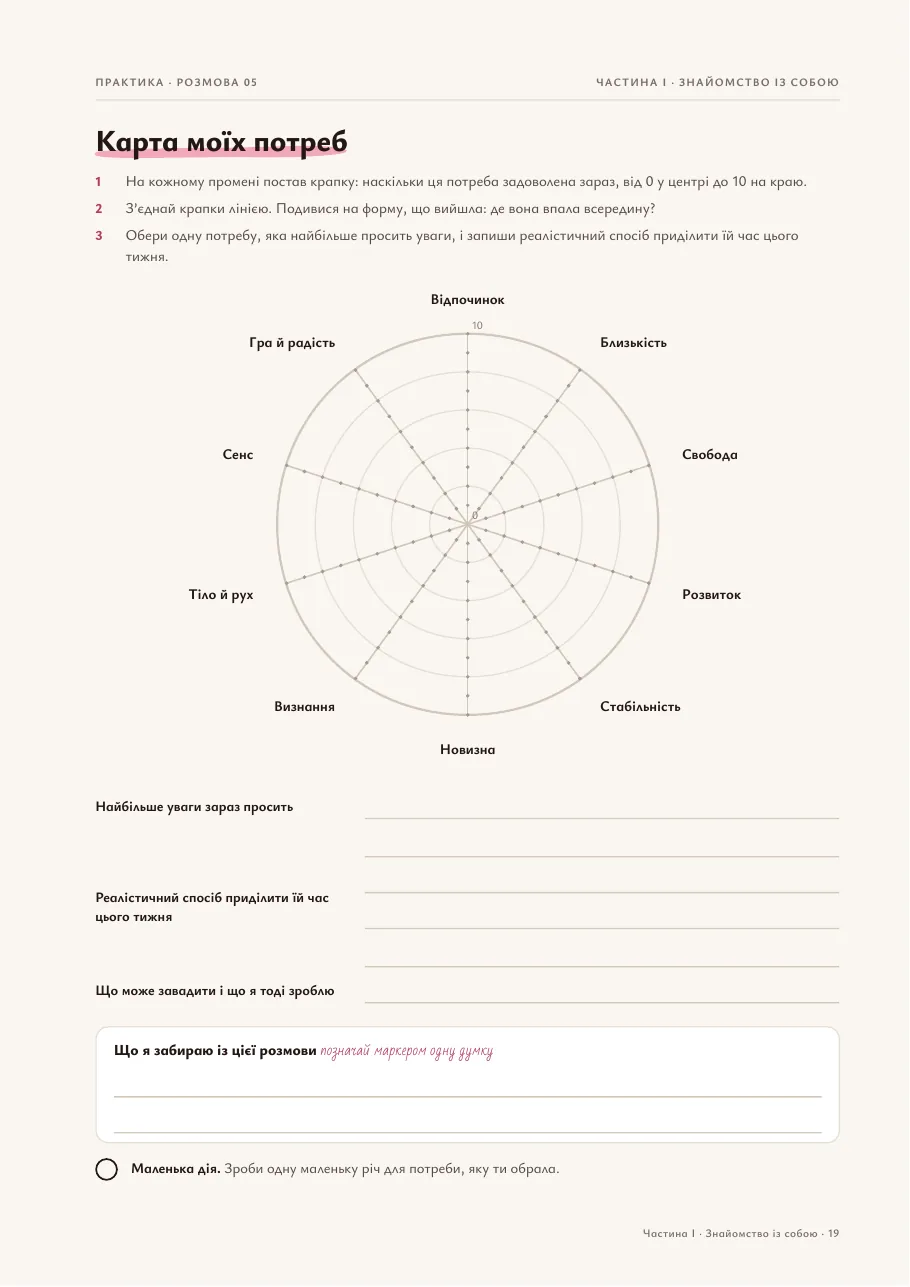 ПРАКТИКА · РОЗМОВА 05
ЧАСТИНА І · ЗНАЙОМСТВО ІЗ СОБОЮ
Карта моїх потреб
1 На кожному промені постав крапку: наскільки ця потреба задоволена зараз, від 0 у центрі до 10 на краю.
2 З’єднай крапки лінією. Подивися на форму, що вийшла: де вона впала всередину?
3 Обери одну потребу, яка найбільше просить уваги, і запиши реалістичний спосіб приділити їй час цього
тижня.
Відпочинок
10
Гра й радість
Близькість
Сенс
Свобода
0
Тіло й рух
Розвиток
Визнання
Стабільність
Новизна
Найбільше уваги зараз просить
Реалістичний спосіб приділити їй час
цього тижня
Що може завадити і що я тоді зроблю
Що я забираю із цієї розмови позначай маркером одну думку
Маленька дія. Зроби одну маленьку річ для потреби, яку ти обрала.
Частина І · Знайомство із собою · 19